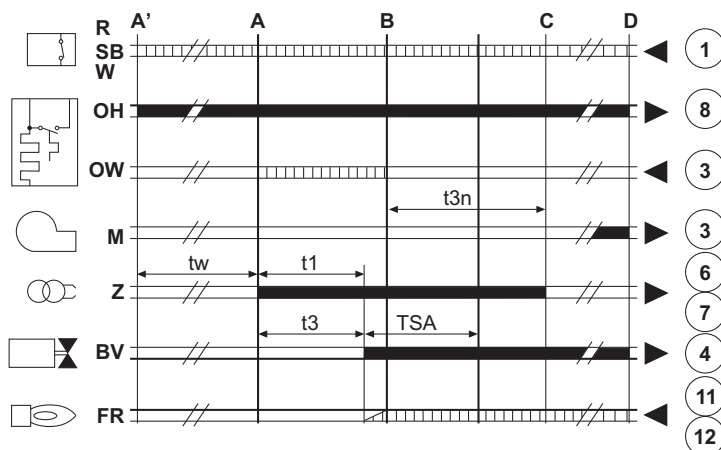 A' A B C D
R
SB 1
W
OH 8
OW 3
t3n
M 3
tw t1 6
Z 7
t3 TSA
BV 4
11
FR 12